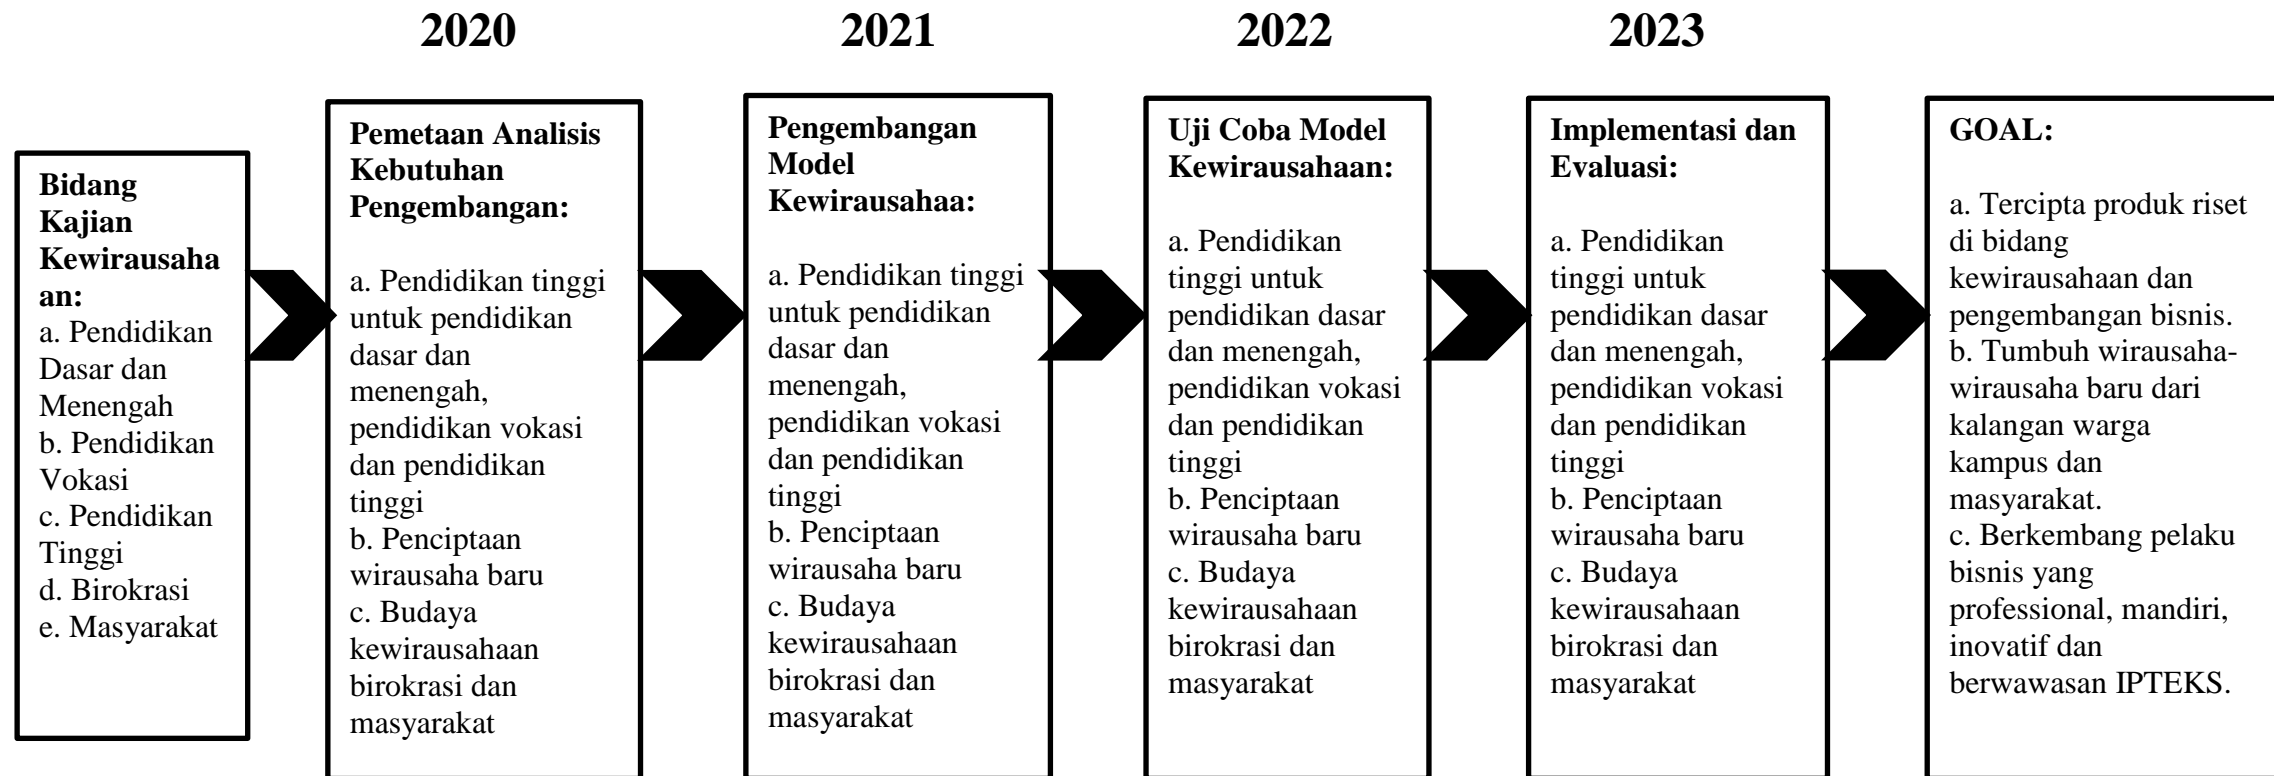 2020
2021
2022
2023
Bidang
Kajian
Kewirausaha
an:
a. Pendidikan
Dasar dan
Menengah
b. Pendidikan
Vokasi
c. Pendidikan
Tinggi
d. Birokrasi
e. Masyarakat
Pemetaan Analisis
Kebutuhan
Pengembangan:
a. Pendidikan tinggi
untuk pendidikan
dasar dan
menengah,
pendidikan vokasi
dan pendidikan
tinggi
b. Penciptaan
wirausaha baru
c. Budaya
kewirausahaan
birokrasi dan
masyarakat
Pengembangan
Model
Kewirausahaa:
a. Pendidikan tinggi
untuk pendidikan
dasar dan
menengah,
pendidikan vokasi
dan pendidikan
tinggi
b. Penciptaan
wirausaha baru
c. Budaya
kewirausahaan
birokrasi dan
masyarakat
Uji Coba Model
Kewirausahaan:
a. Pendidikan
tinggi untuk
pendidikan dasar
dan menengah,
pendidikan vokasi
dan pendidikan
tinggi
b. Penciptaan
wirausaha baru
c. Budaya
kewirausahaan
birokrasi dan
masyarakat
Implementasi dan
Evaluasi:
a. Pendidikan
tinggi untuk
pendidikan dasar
dan menengah,
pendidikan vokasi
dan pendidikan
tinggi
b. Penciptaan
wirausaha baru
c. Budaya
kewirausahaan
birokrasi dan
masyarakat
GOAL:
a. Tercipta produk riset
di bidang
kewirausahaan dan
pengembangan bisnis.
b. Tumbuh wirausaha-
wirausaha baru dari
kalangan warga
kampus dan
masyarakat.
c. Berkembang pelaku
bisnis yang
professional, mandiri,
inovatif dan
berwawasan IPTEKS.